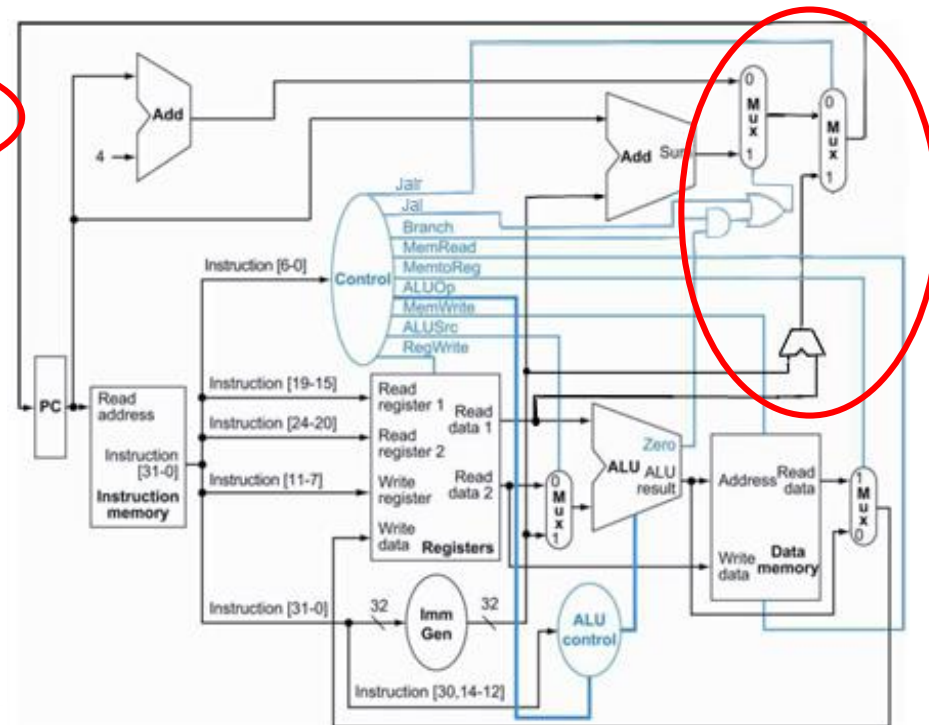 0
M
u
x
1
0
M
u
x
1
Add
4
Add Sum
Jalr
Jal
Branch
MemRead
MemtoReg
ALUOp
MemWrite
ALUSrc
RegWrite
Control
Instruction [6-0]
PC
Read
address
Instruction
[31-0]
Instruction
memory
Instruction [19-15]
Instruction [24-20]
Instruction [11-7]
Instruction [31-0]
Read
register 1
Read
register 2
Write
register
Write
data
Read
data 1
Read
data 2
Registers
0
M
u
x
1
Zero
ALU
ALU
result
Address
Read
data
Write
data
Data
memory
1
M
u
x
0
32
Imm
Gen
32
ALU
control
Instruction [30,14-12]